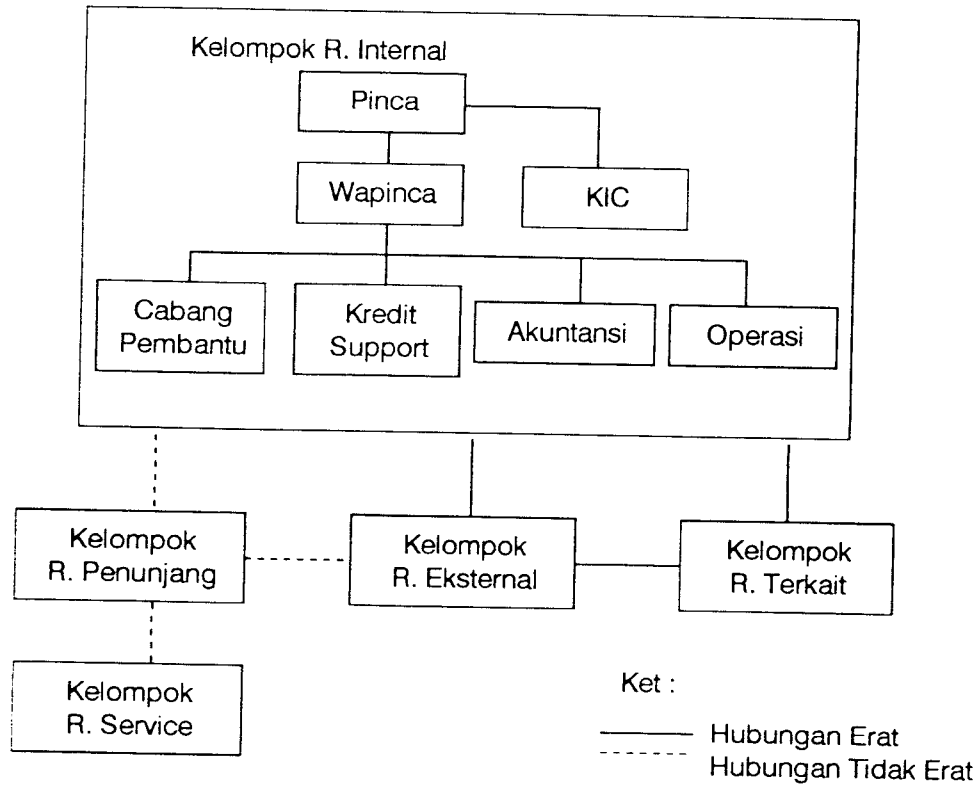 Kelompok R. Internal
Pinca
Wapinca
KIC
Cabang
Pembantu
Kredit
Support
Akuntansi
Operasi
Kelompok
R. Penunjang
Kelompok
R. Eksternal
Kelompok
R. Terkait
Kelompok
R. Service
Ket :
Hubungan Erat
Hubungan Tidak Erat